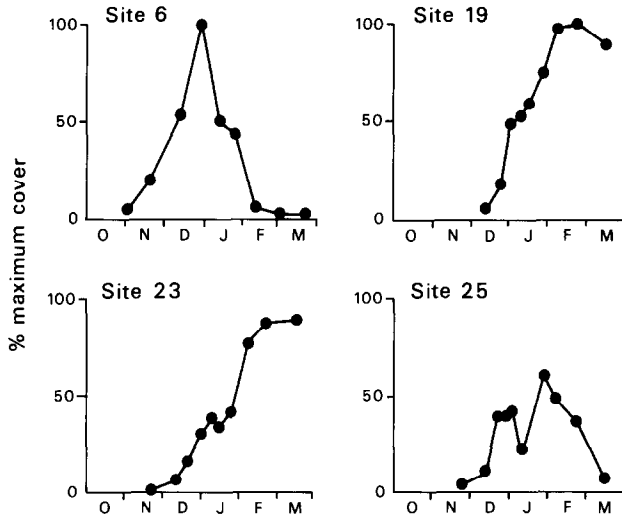 Site 6
Site 19
100
50
0
O N D J F M
100
50
0
O N D J F M
% maximum cover
Site 23
Site 25
100
50
0
O N D J F M
100
50
0
O N D J F M